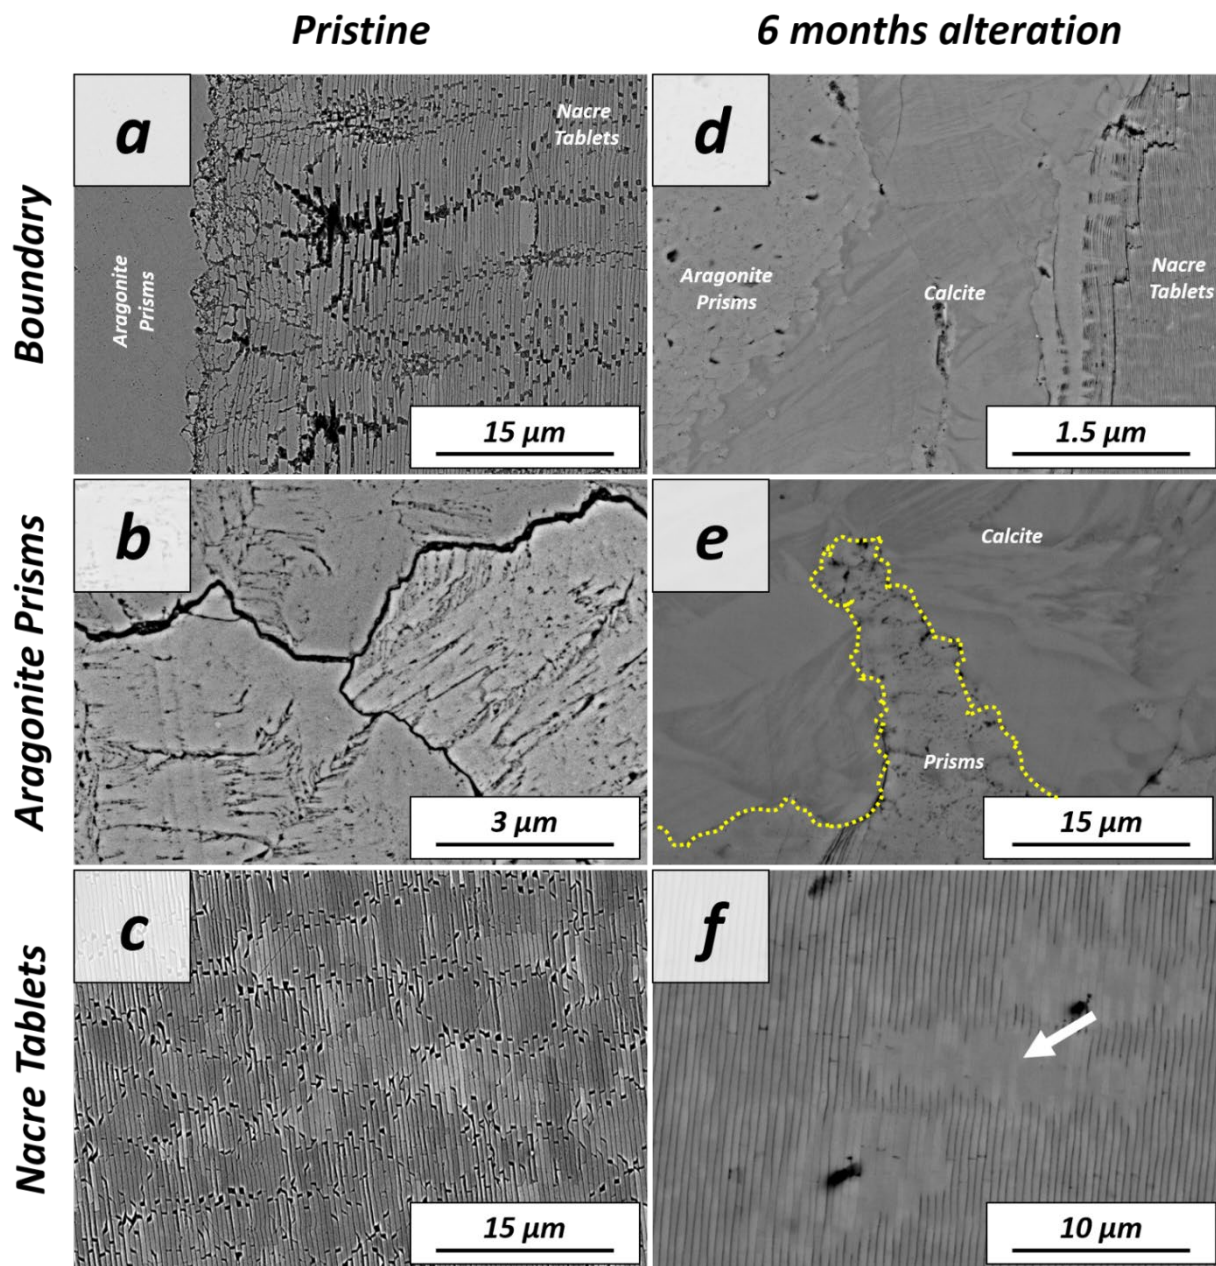 Pristine
6 months alteration
Boundary
a
Nacre
Tablets
Aragonite
Prisms
15 μm
d
Aragonite
Prisms
Calcite
Nacre
Tablets
1.5 μm
Aragonite Prisms
b
3 μm
e
Calcite
Prisms
15 μm
Nacre Tablets
c
15 μm
f
10 μm